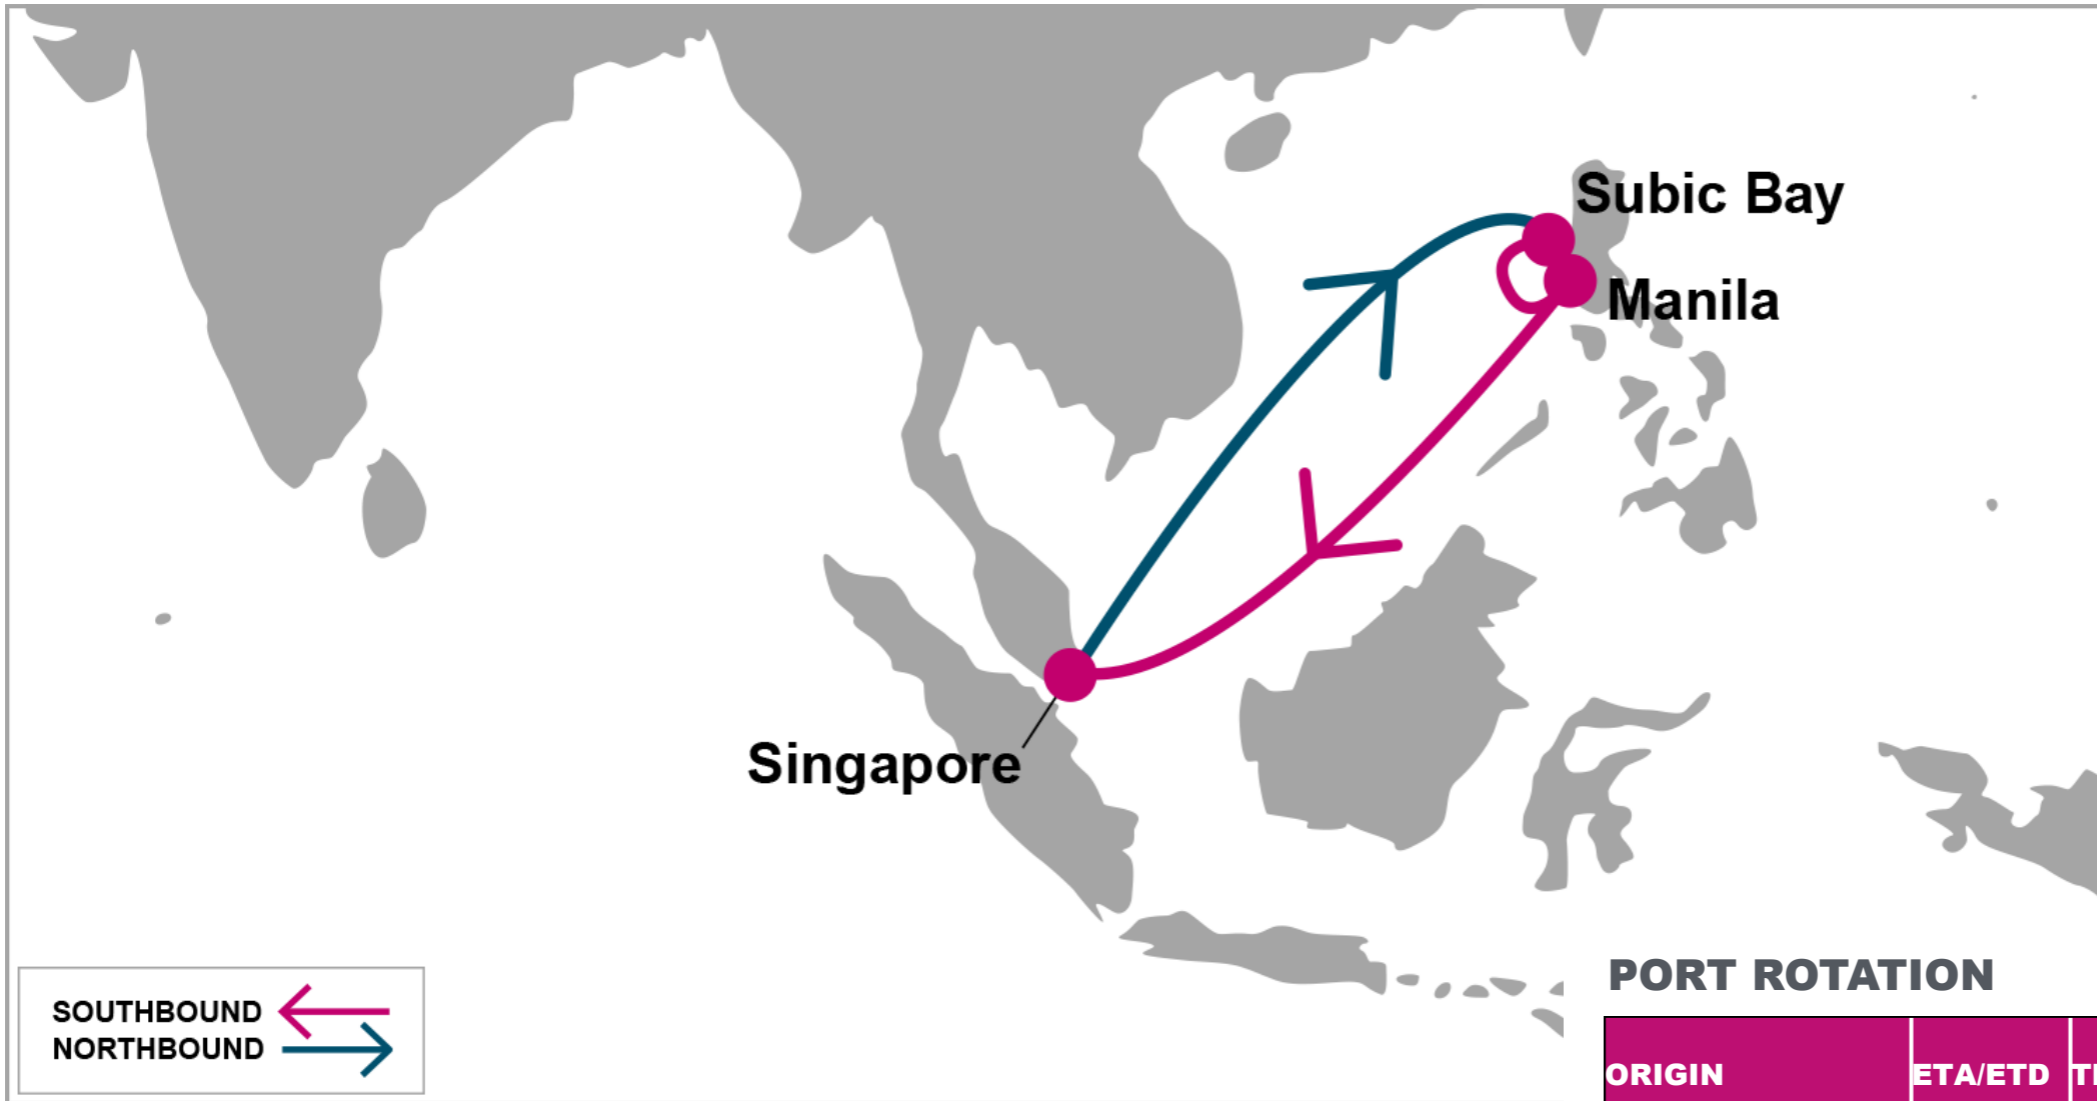 Subic Bay
Manila
Singapore
SOUTHBOUND
NORTHBOUND
PORT ROTATION
ORIGIN ETA/ETD